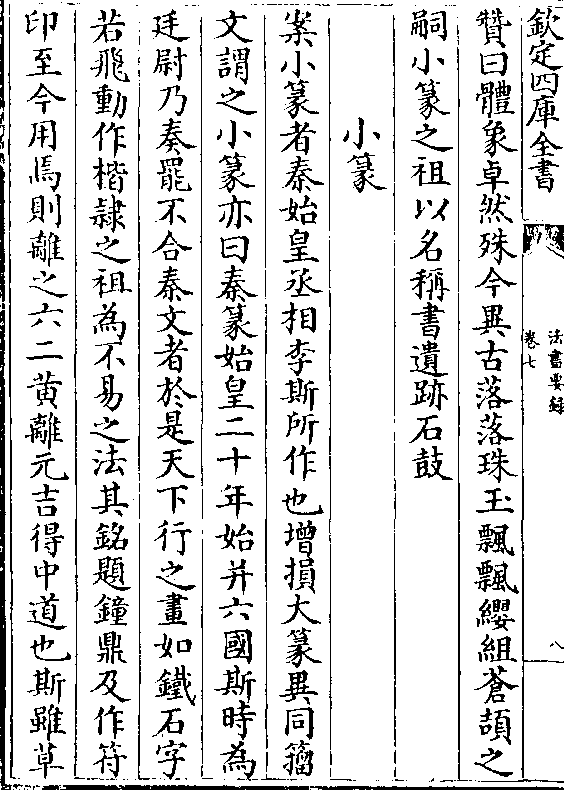 欽定四庫全書
法書要録
卷七
八
贊曰體象卓然殊今異古落落珠玉飄飄纓組蒼頡之
嗣小篆之祖以名稱書遺跡石鼓
小篆
案小篆者秦始皇丞相李斯所作也增損大篆異同籀
文謂之小篆亦曰秦篆始皇二十年始并六國斯時為
廷尉乃奏罷不合秦文者於是天下行之畫如鐵石字
若飛動作楷隷之祖為不易之法其銘題鐘鼎及作符
印至今用焉則離之六二黄離元吉得中道也斯雖草